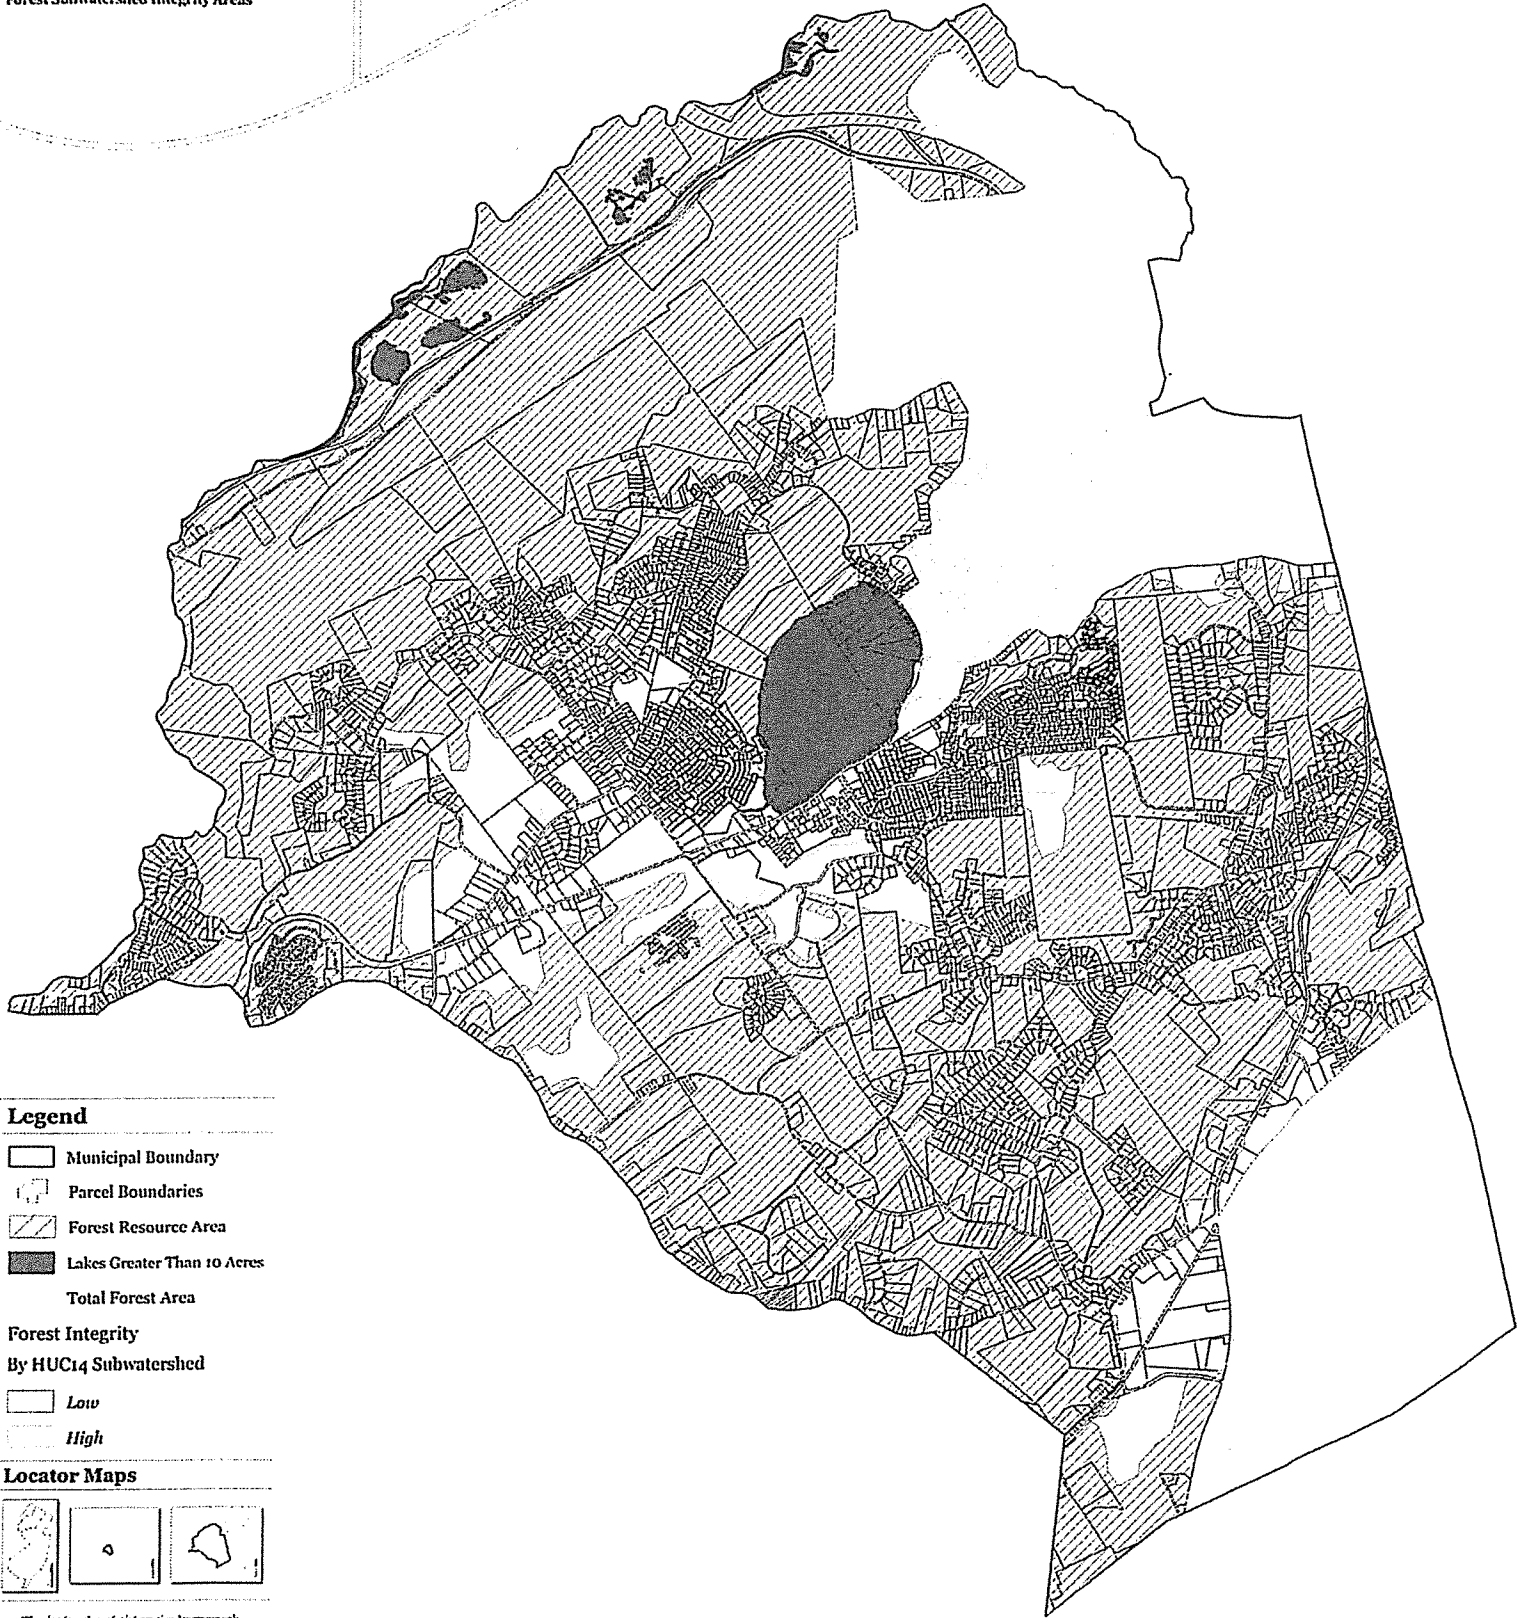 Forest Subwatershed Integrity Areas
Legend
Municipal Boundary
Parcel Boundaries
Forest Resource Area
Lakes Greater Than 10 Acres
Total Forest Area
Forest Integrity
By HUC14 Subwatershed
Low
High
Locator Maps